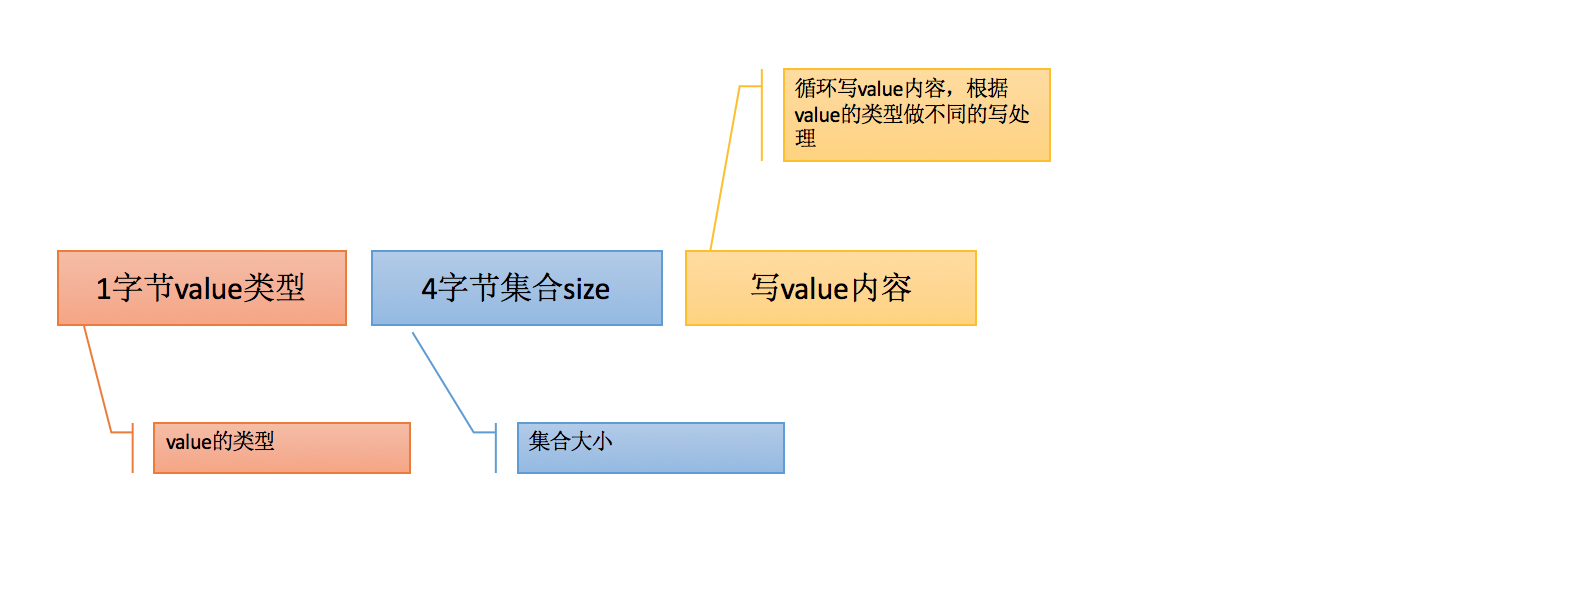 循环写value内容，根据
value的类型做不同的写处
理
1字节value类型
4字节集合size
写value内容
value的类型
集合大小